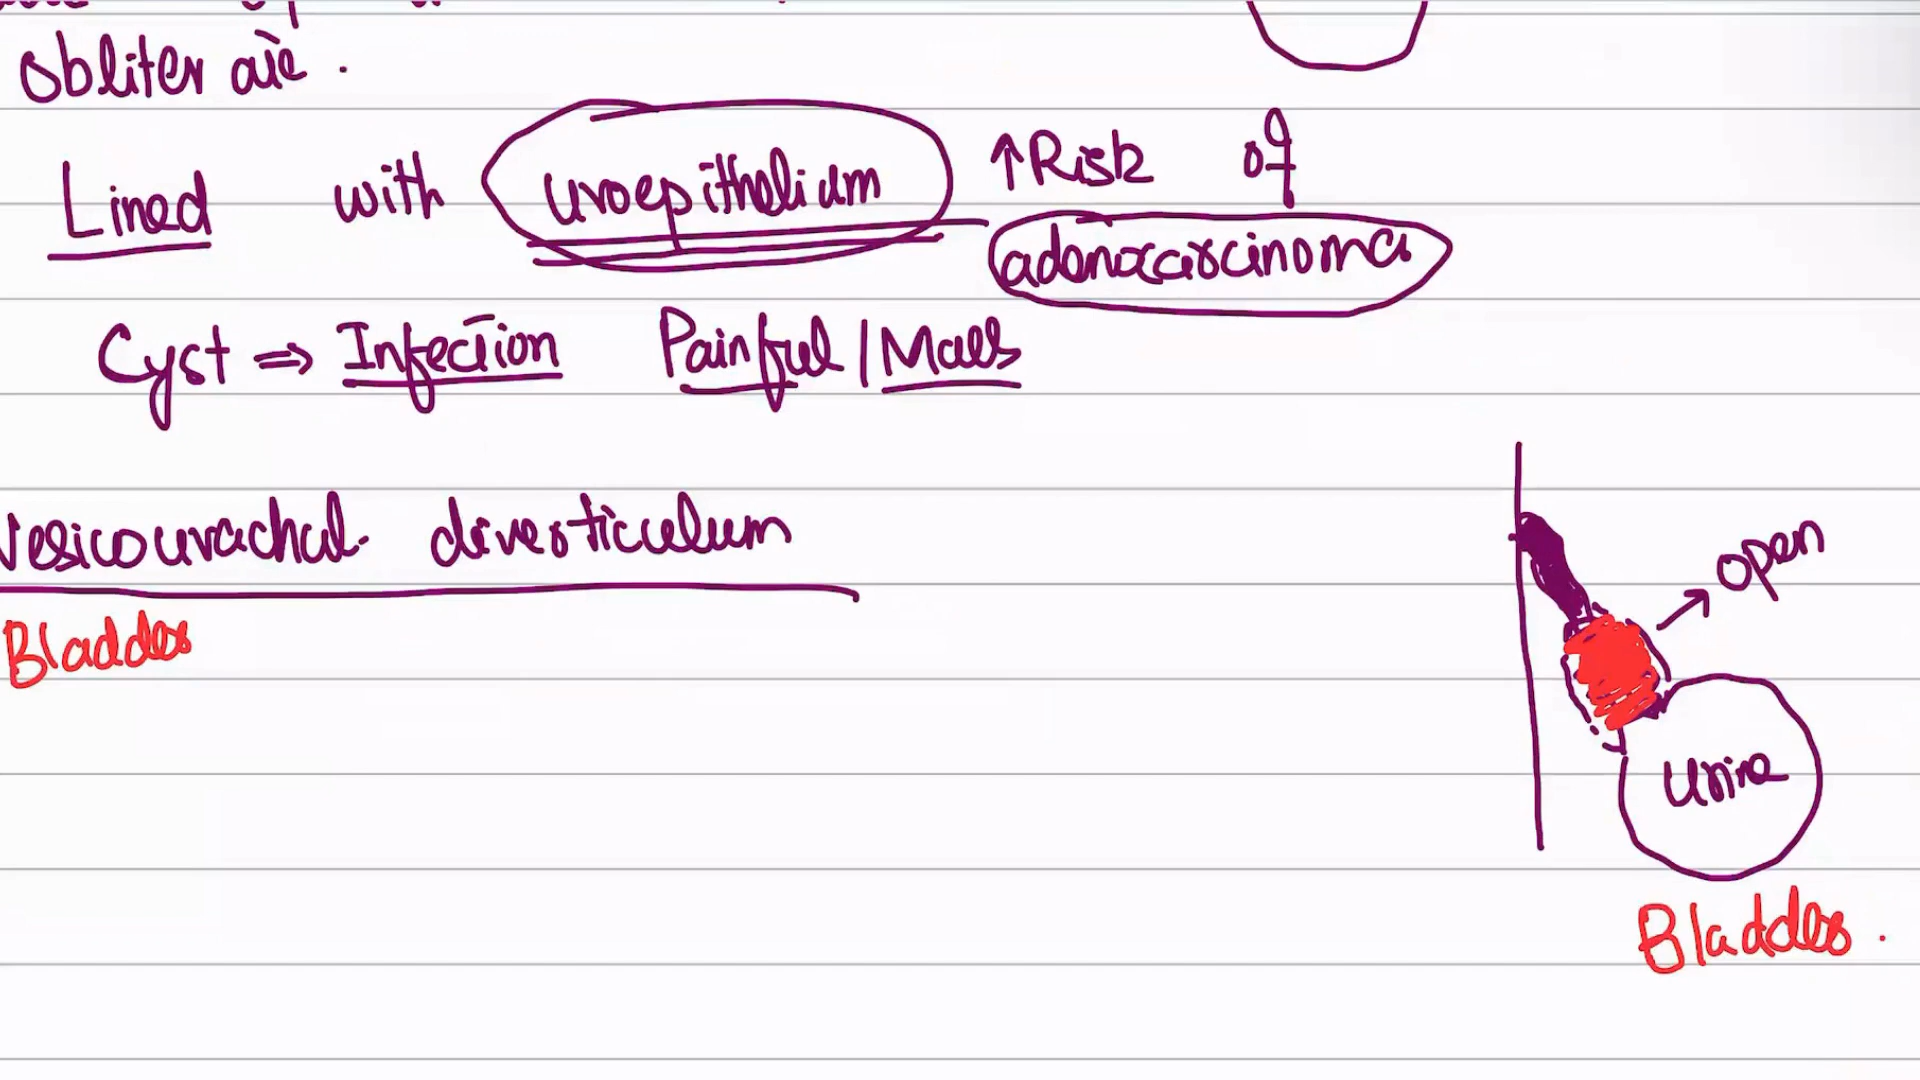 obliterate.
Lined with uroepithelium ↑Risk of
adenocarcinoma
Cyst ⇒ Infection Painful / Mass
Vesicourachal diverticulum
Bladder
open
Urine
Bladder.